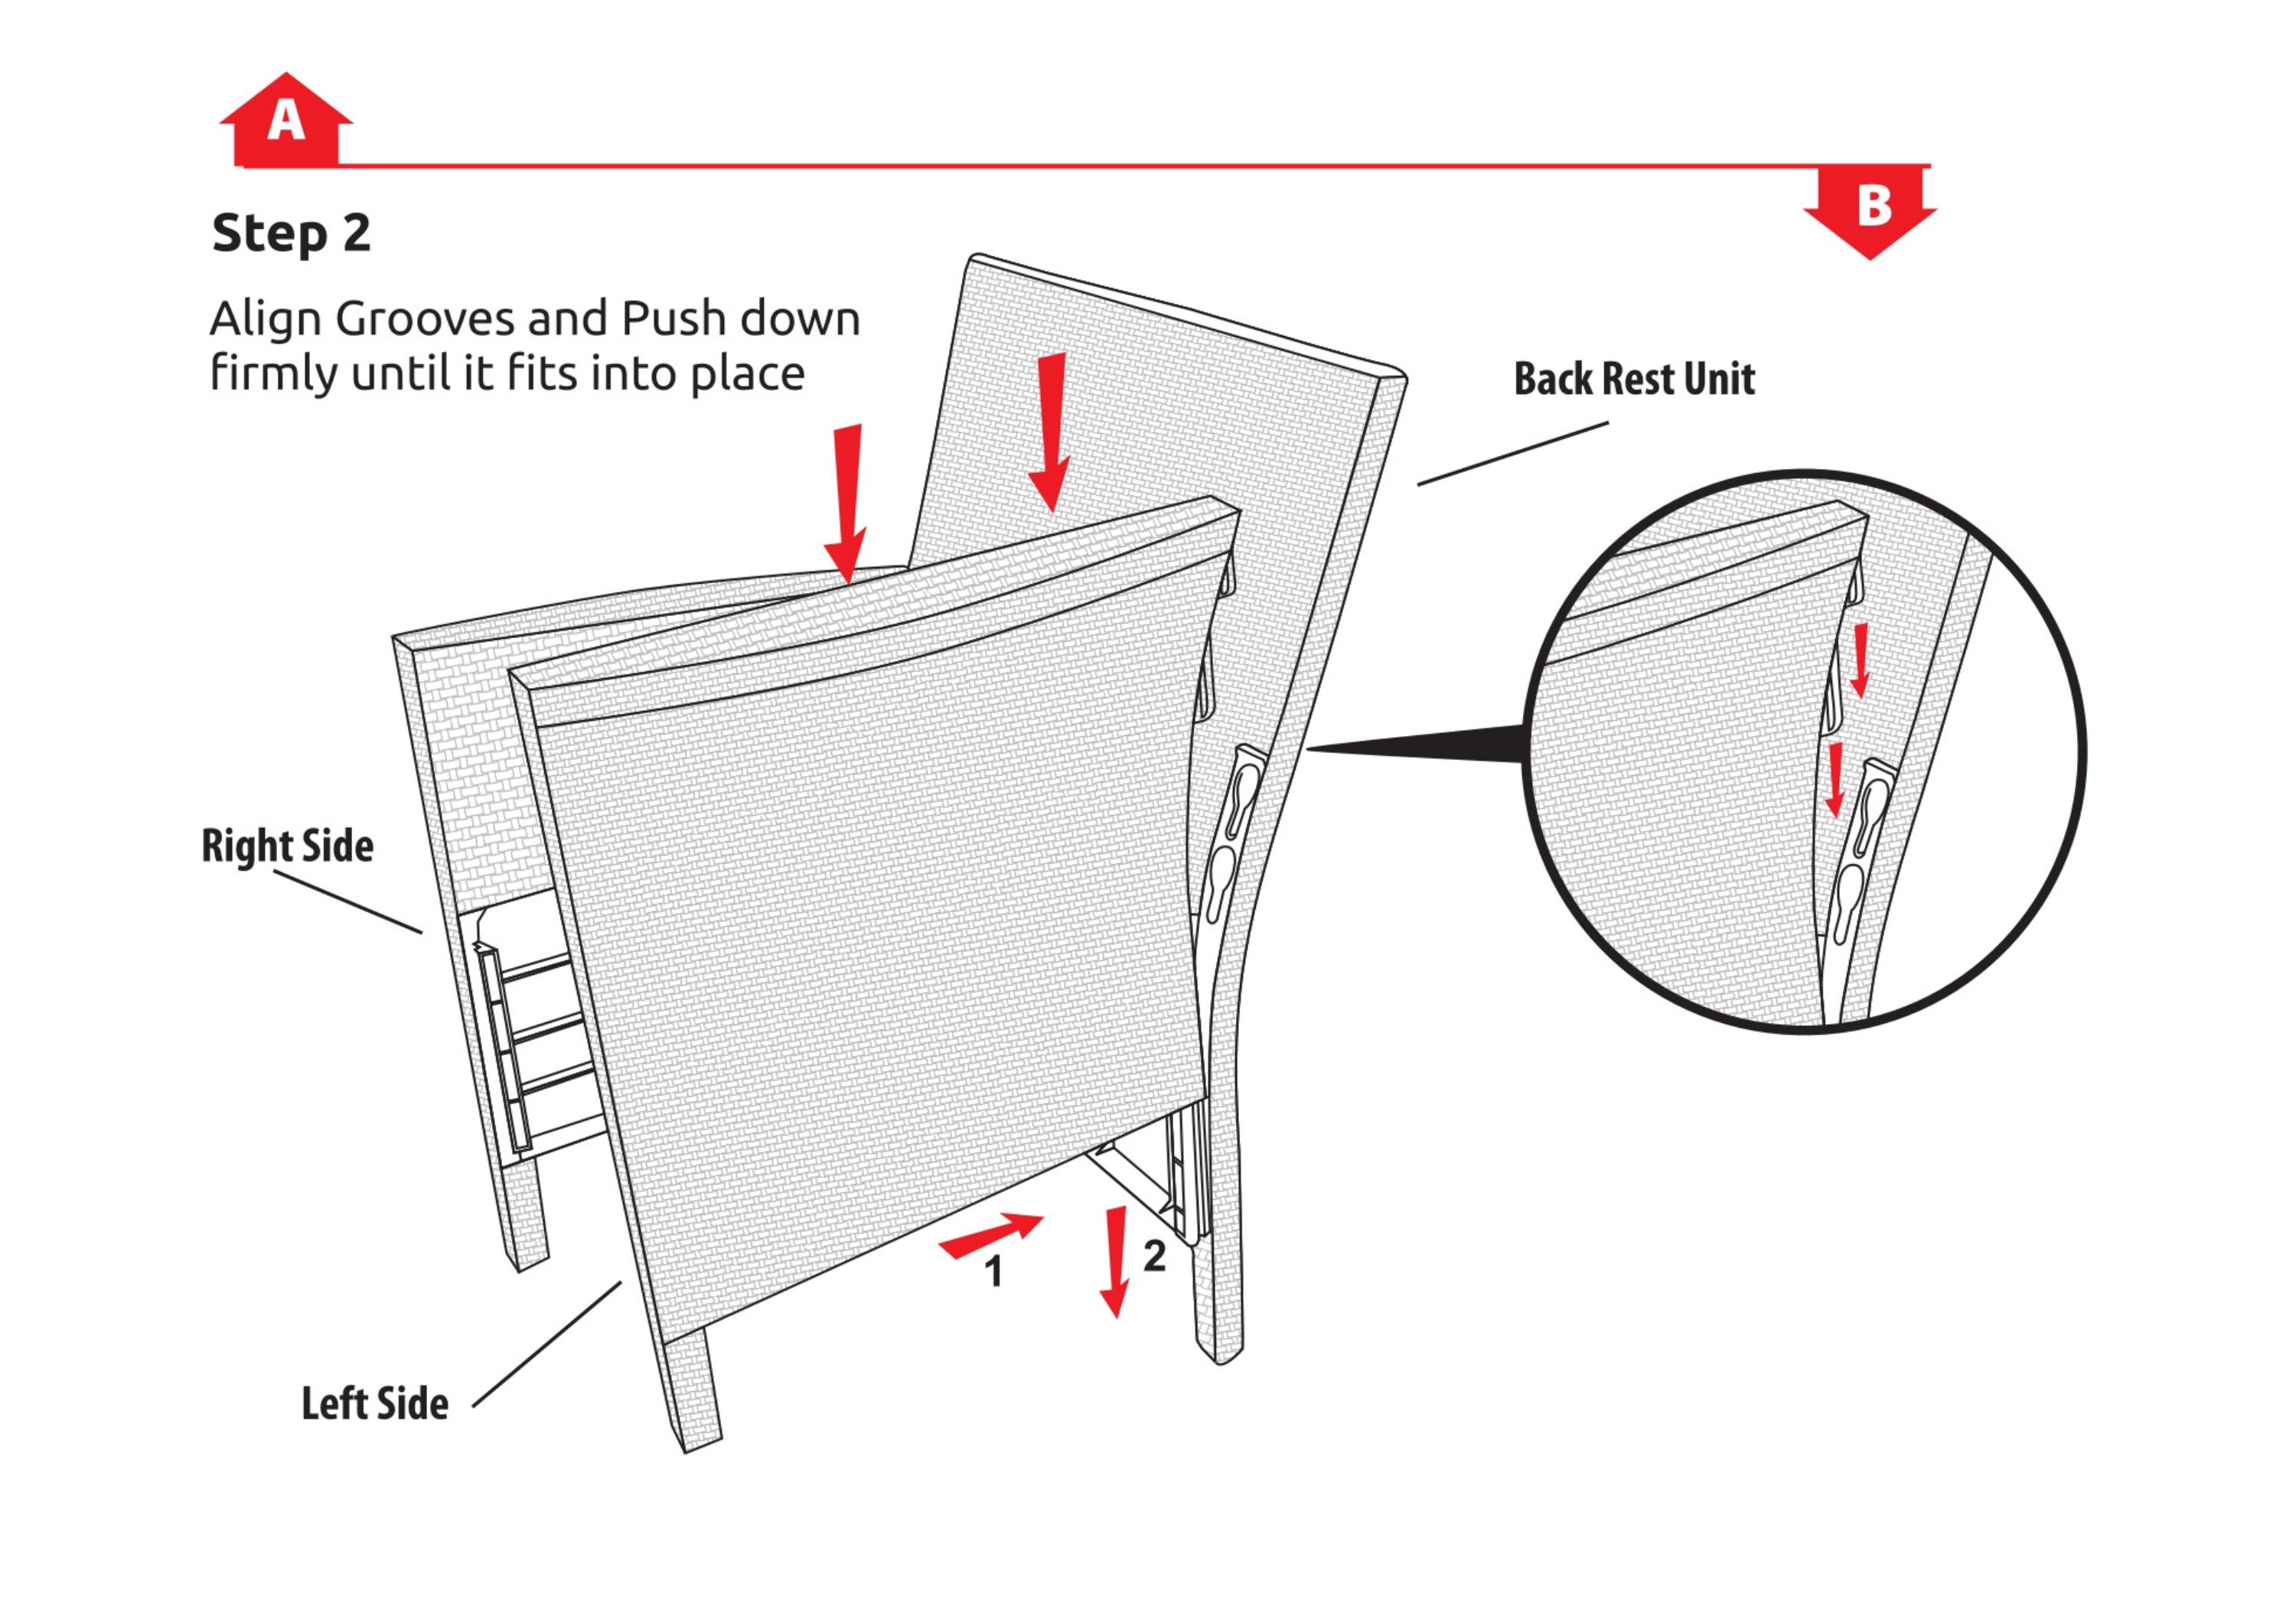 A
B
Step 2
Align Grooves and Push down
firmly until it fits into place
Back Rest Unit
Right Side
1
2
Left Side